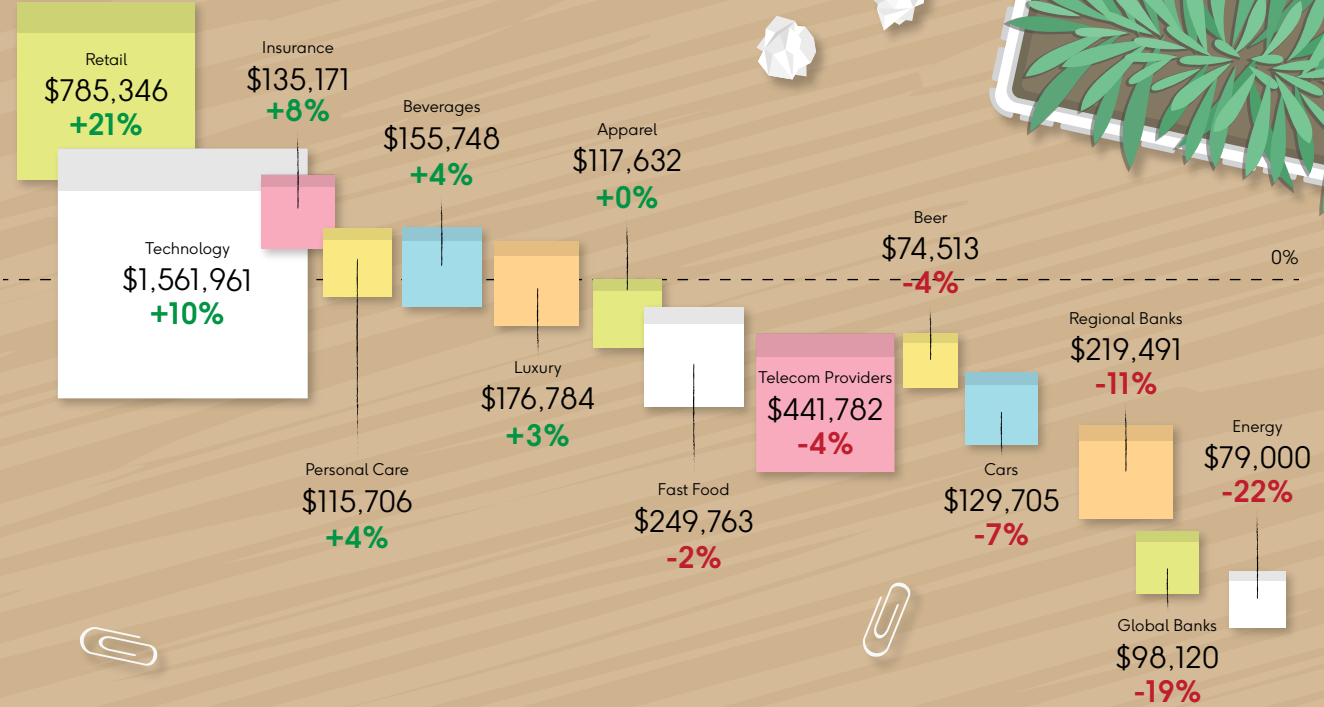 Retail
$785,346
+21%
Insurance
$135,171
+8%
Beverages
$155,748
+4%
Apparel
$117,632
+0%
Technology
$1,561,961
+10%
Beer
$74,513
-4%
0%
Regional Banks
$219,491
-11%
Luxury
$176,784
+3%
Telecom Providers
$441,782
-4%
Energy
$79,000
-22%
Personal Care
$115,706
+4%
Fast Food
$249,763
-2%
Cars
$129,705
-7%
Global Banks
$98,120
-19%